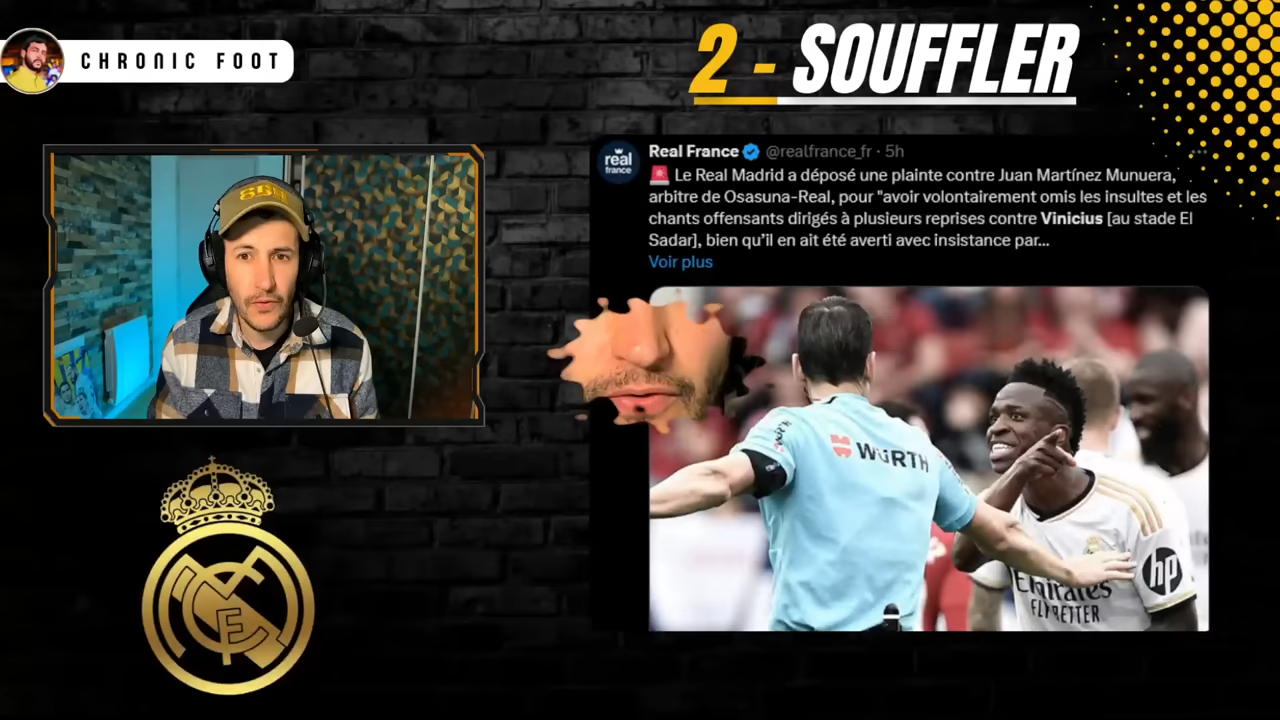 CHRONIC FOOT
2 - SOUFFLER
real
france
Real France @realfrance_fr · 5h
🚨 Le Real Madrid a déposé une plainte contre Juan Martínez Munuera,
arbitre de Osasuna-Real, pour "avoir volontairement omis les insultes et les
chants offensants dirigés à plusieurs reprises contre Vinicius [au stade El
Sadar], bien qu'il en ait été averti avec insistance par...
Voir plus
WÜRTH
hp
Emirates
FLY BETTER